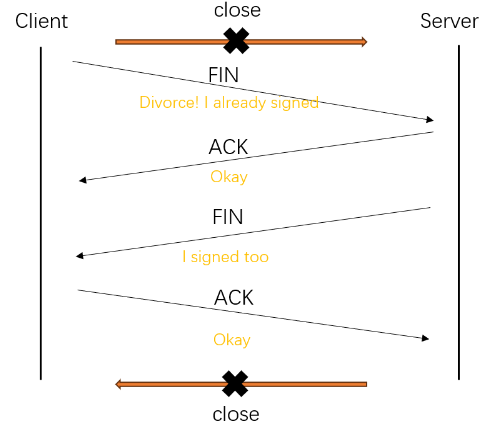 close
Client
Server
FIN
Divorce! I already signed
ACK
Okay
FIN
I signed too
ACK
Okay
close